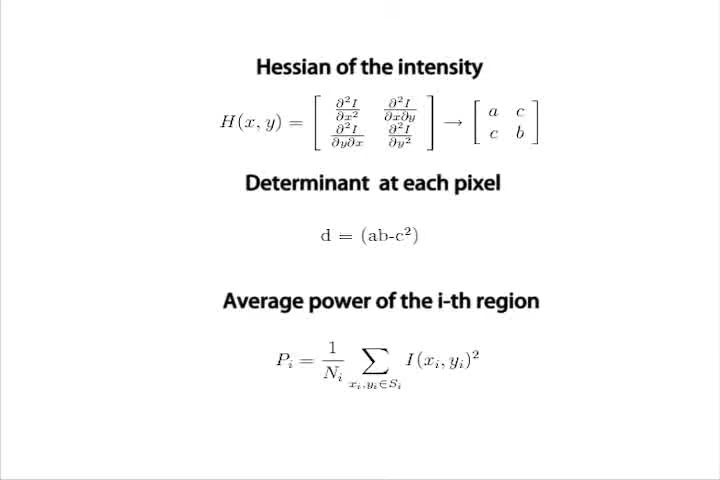 Hessian of the intensity
H(x, y) = [ ∂²I/∂x² ∂²I/∂x∂y ; ∂²I/∂y∂x ∂²I/∂y² ] → [ a c ; c b ]
Determinant at each pixel
d = (ab-c²)
Average power of the i-th region
Pᵢ = 1/Nᵢ ∑ xᵢ,yᵢ∈Sᵢ I(xᵢ, yᵢ)²